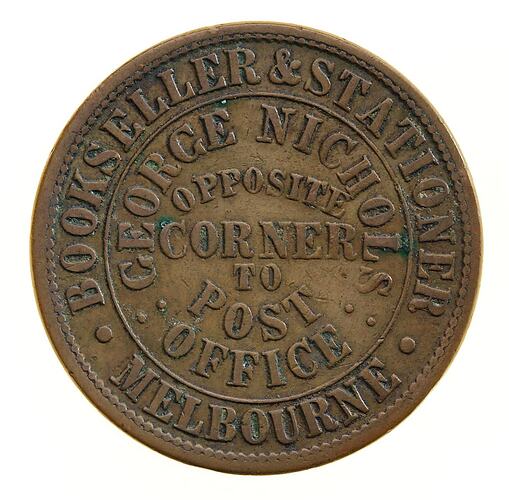 BOOKSELLER & STATIONER
MELBOURNE
GEORGE NICHOLS
OPPOSITE
CORNER
TO
POST
OFFICE